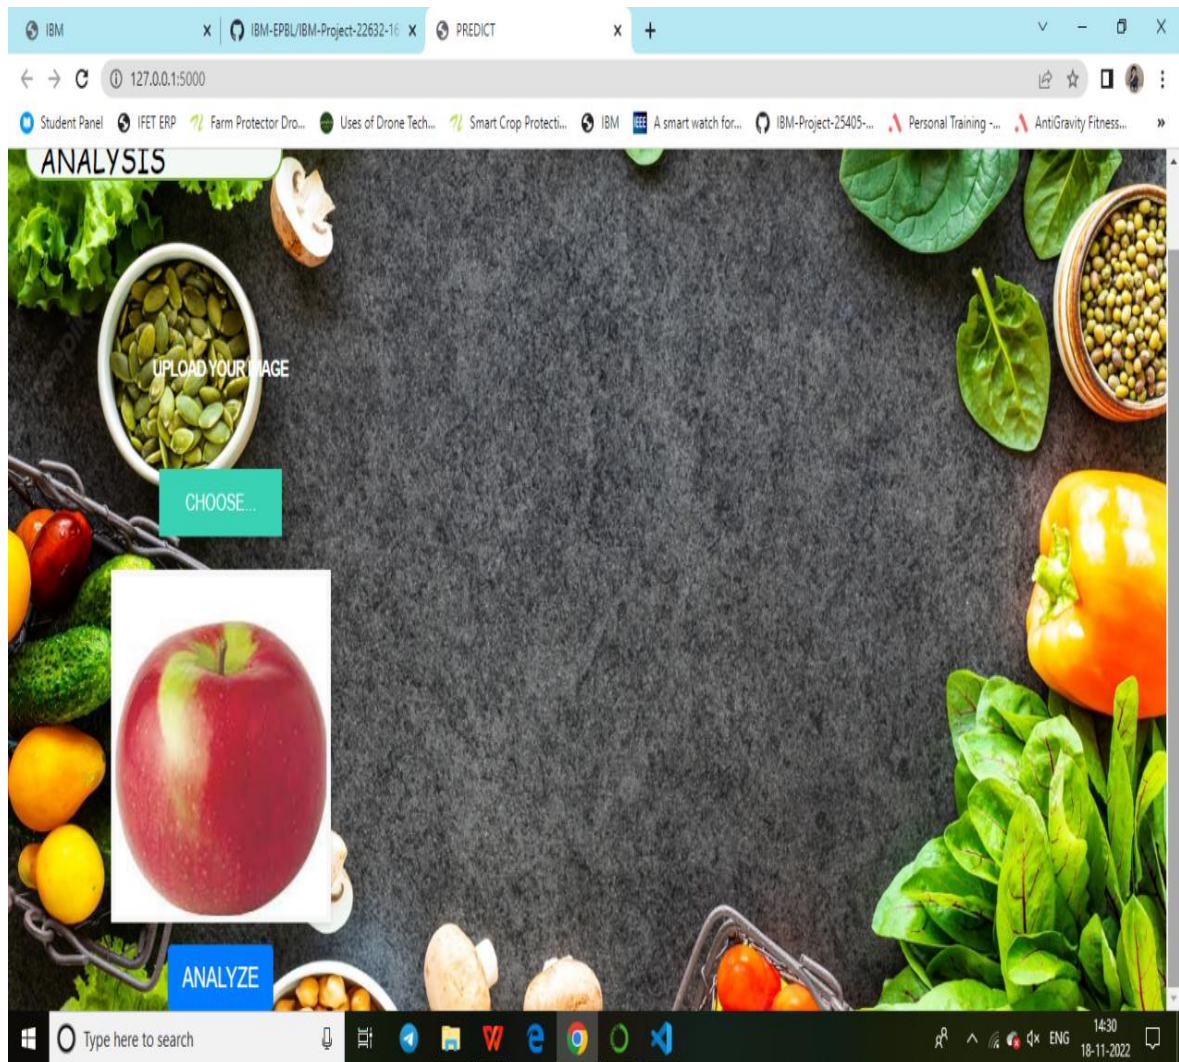 IBM
IBM-EPBL/IBM-Project-22632-16
PREDICT
127.0.0.1:5000
Student Panel
IFET ERP
Farm Protector Dro...
Uses of Drone Tech...
Smart Crop Protecti...
IBM
IEEE
A smart watch for...
IBM-Project-25405-...
Personal Training -...
AntiGravity Fitness...
ANALYSIS
UPLOAD YOUR IMAGE
CHOOSE...
ANALYZE
Type here to search
ENG
14:30
18-11-2022